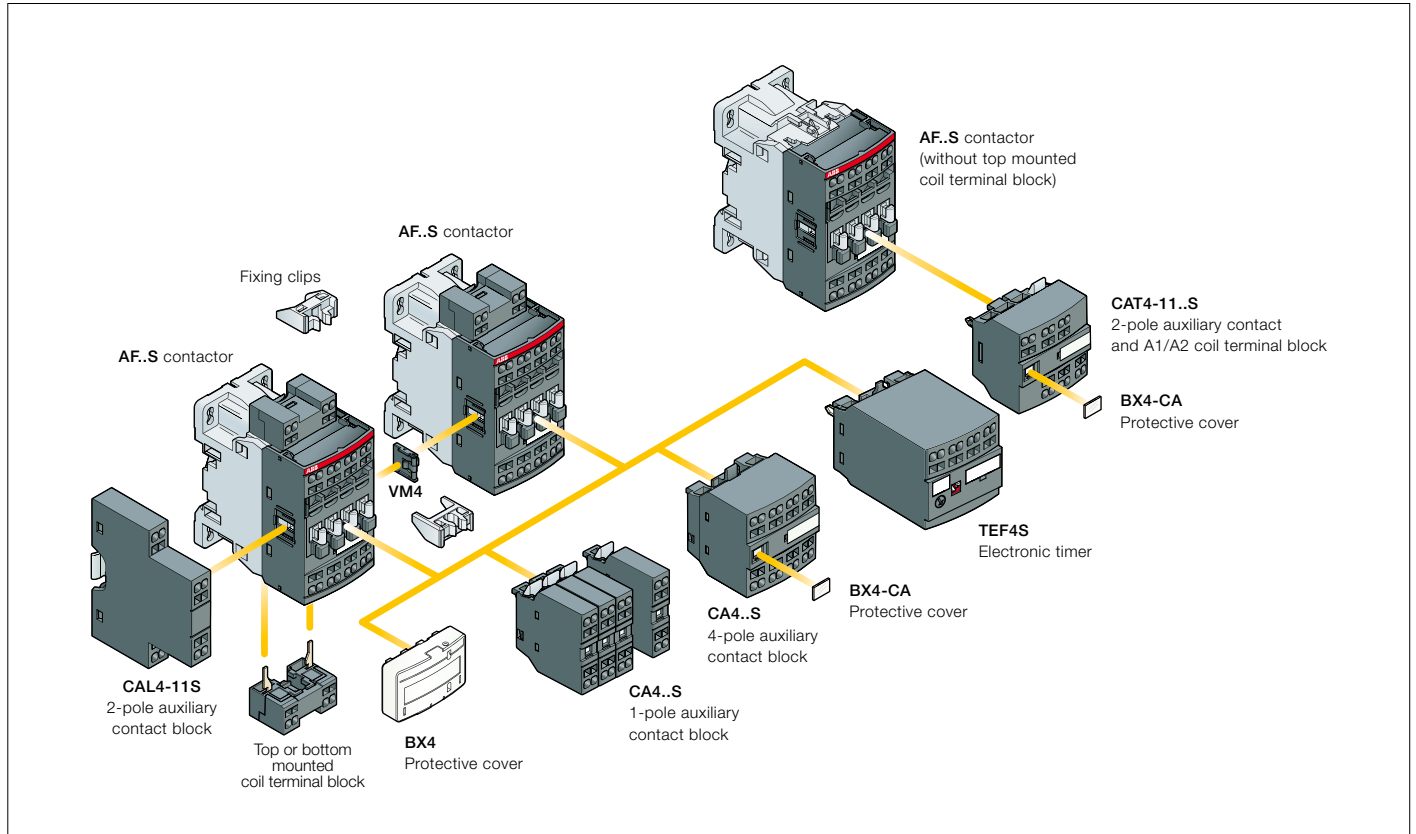 AF..S contactor
(without top mounted
coil terminal block)
ABB
AF..S contactor
Fixing clips
ABB
CAT4-11..S
2-pole auxiliary contact
and A1/A2 coil terminal block
AF..S contactor
ABB
BX4-CA
Protective cover
VM4
TEF4S
Electronic timer
BX4-CA
Protective cover
CA4..S
4-pole auxiliary
contact block
CAL4-11S
2-pole auxiliary
contact block
CA4..S
1-pole auxiliary
contact block
BX4
Protective cover
Top or bottom
mounted
coil terminal block